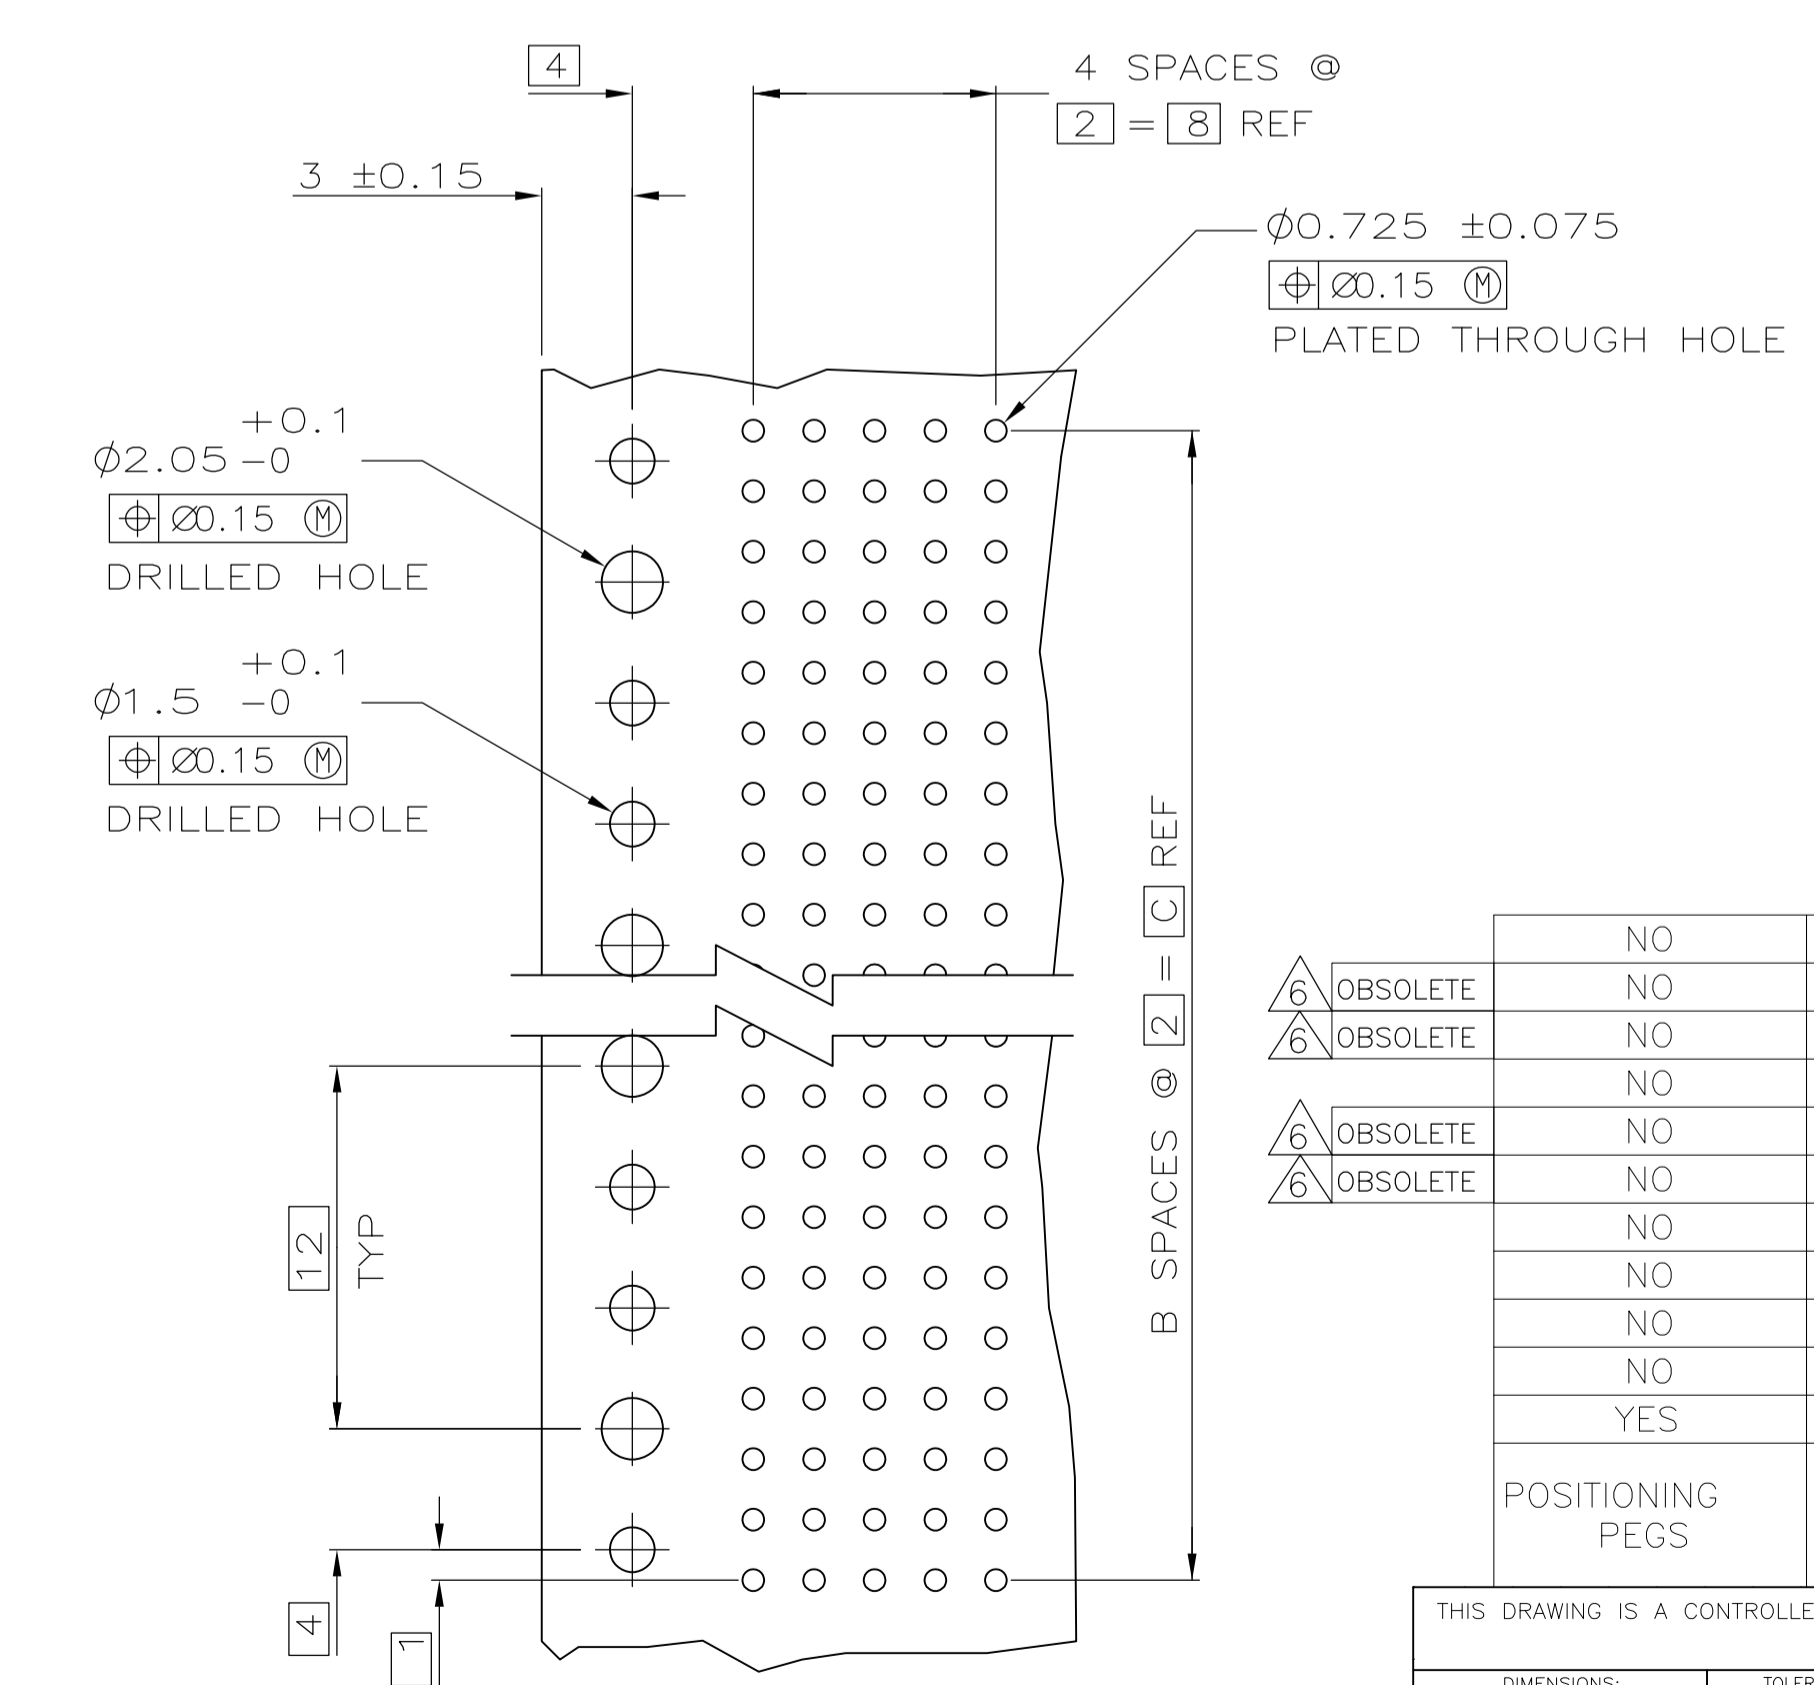 4
4 SPACES @
2 = 8 REF
3 ±0.15
Ø0.725 ±0.075
⌖ Ø0.15 Ⓜ
PLATED THROUGH HOLE
+0.1
Ø2.05 -0
⌖ Ø0.15 Ⓜ
DRILLED HOLE
+0.1
Ø1.5 -0
⌖ Ø0.15 Ⓜ
DRILLED HOLE
B SPACES @ 2 = C REF
12
TYP
4
1
NO
6 OBSOLETE NO
6 OBSOLETE NO
NO
6 OBSOLETE NO
6 OBSOLETE NO
NO
NO
NO
NO
YES
POSITIONING
PEGS
THIS DRAWING IS A CONTROLLE
DIMENSIONS: TOLER